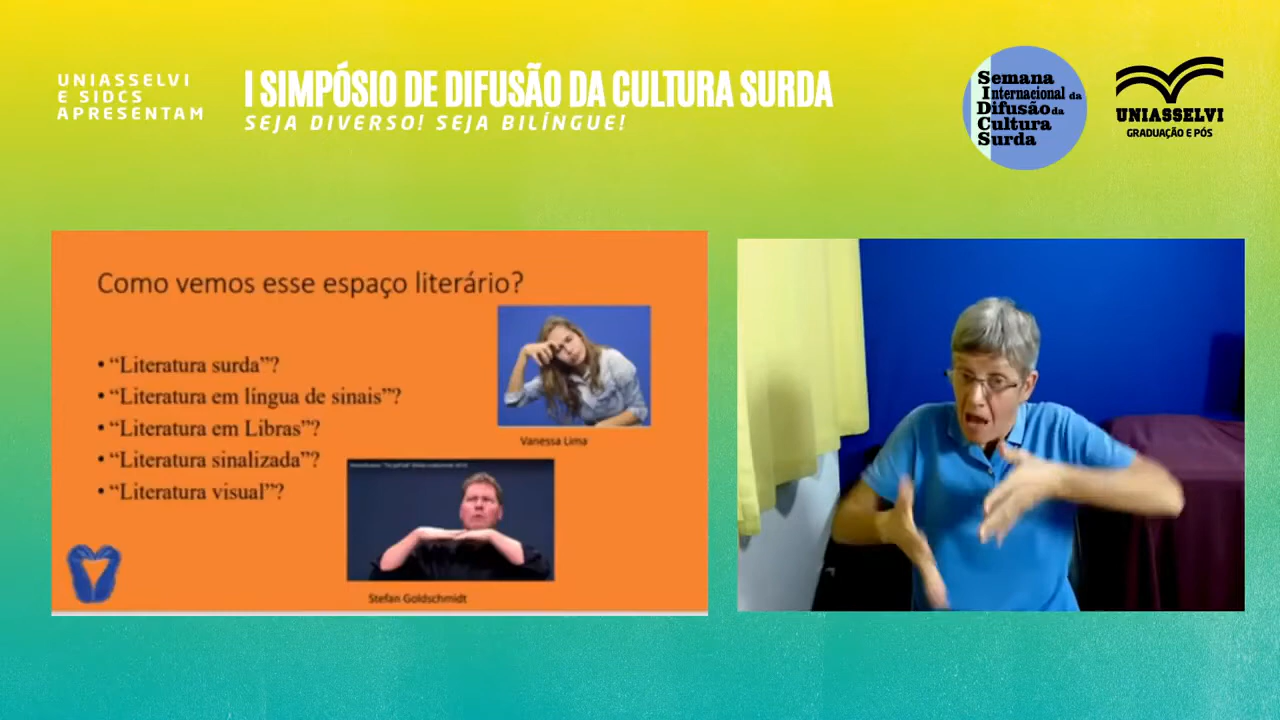 UNIASSELVI
E SIDCS
APRESENTAM
I SIMPÓSIO DE DIFUSÃO DA CULTURA SURDA
SEJA DIVERSO! SEJA BILÍNGUE!
Semana
Internacional da
Difusão da
Cultura
Surda
UNIASSELVI
GRADUAÇÃO E PÓS
Como vemos esse espaço literário?
• “Literatura surda”?
• “Literatura em língua de sinais”?
• “Literatura em Libras”?
• “Literatura sinalizada”?
• “Literatura visual”?
Vanessa Lima
Stefan Goldschmidt